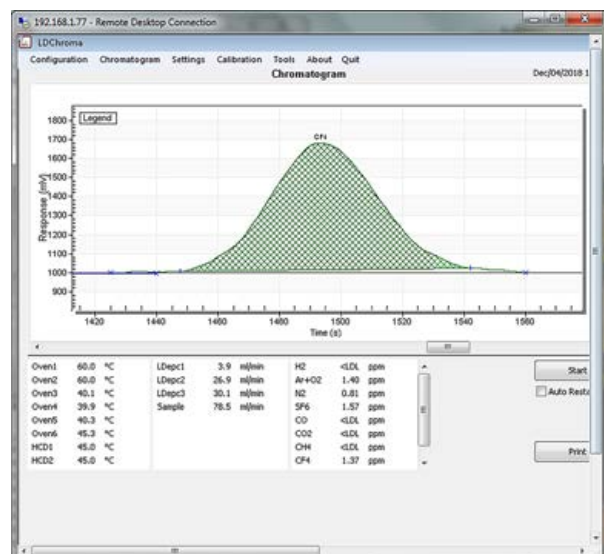 192.168.1.77 - Remote Desktop Connection
LDChroma
Configuration Chromatogram Settings Calibration Tools About Quit
Chromatogram Dec/04/2018 1
Legend
1800
1700
1600
1500
1400
1300
1200
1100
1000
900
Response (mV)
1420 1440 1460 1480 1500 1520 1540 1560
Time (s)
Oven1 60.0 °C LDepc1 3.9 ml/min H2 <LDL ppm
Oven2 60.0 °C LDepc2 26.9 ml/min Ar+O2 1.40 ppm
Oven3 40.1 °C LDepc3 30.1 ml/min N2 0.81 ppm
Oven4 39.9 °C Sample 78.5 ml/min SF6 1.57 ppm
Oven5 40.3 °C CO <LDL ppm
Oven6 45.3 °C CO2 <LDL ppm
HCD1 45.0 °C CH4 <LDL ppm
HCD2 45.0 °C CF4 1.37 ppm
Start
Auto Resta
Print